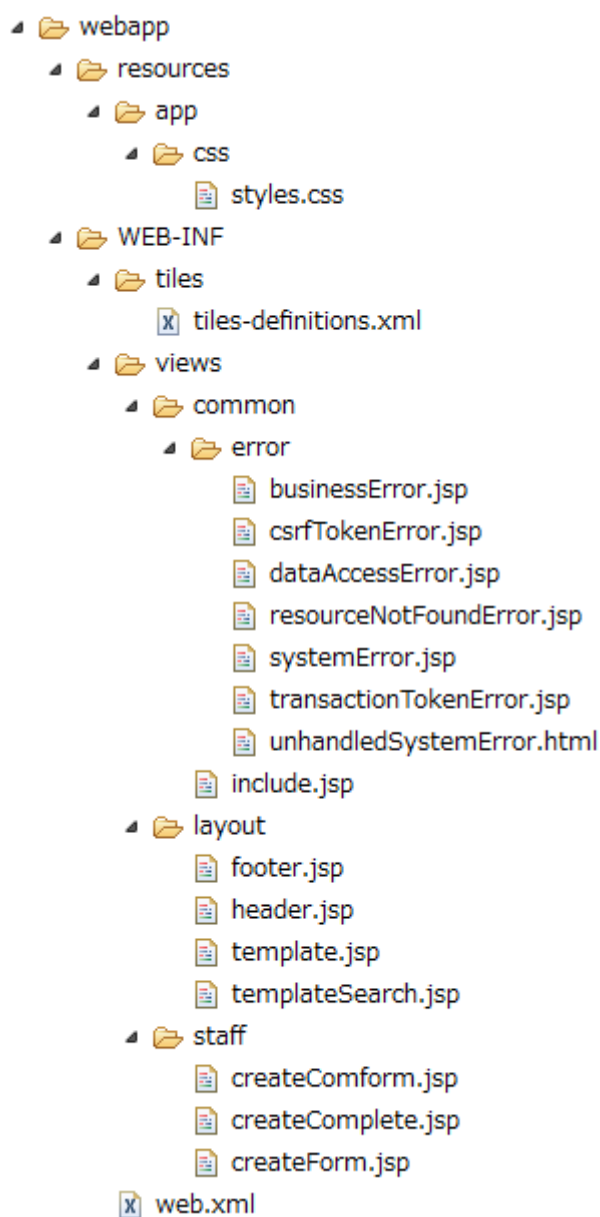 webapp
resources
app
css
styles.css
WEB-INF
tiles
tiles-definitions.xml
views
common
error
businessError.jsp
csrfTokenError.jsp
dataAccessError.jsp
resourceNotFoundError.jsp
systemError.jsp
transactionTokenError.jsp
unhandledSystemError.html
include.jsp
layout
footer.jsp
header.jsp
template.jsp
templateSearch.jsp
staff
createComform.jsp
createComplete.jsp
createForm.jsp
web.xml